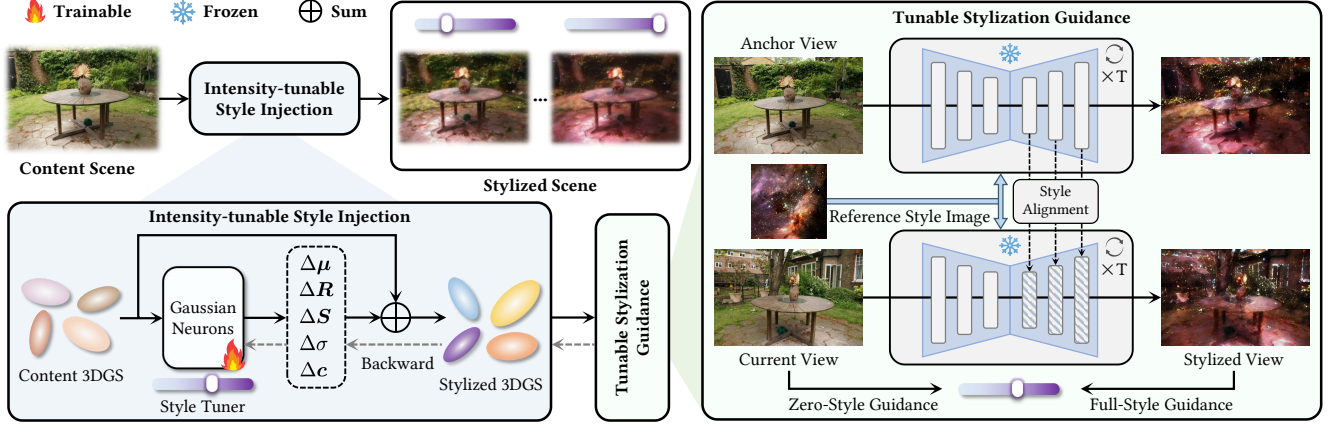 Trainable
Frozen
Sum
Content Scene
Intensity-tunable
Style Injection
...
Stylized Scene
Intensity-tunable Style Injection
Content 3DGS
Gaussian
Neurons
Style Tuner
Δμ
ΔR
ΔS
Δσ
Δc
Backward
Stylized 3DGS
Tunable Stylization
Guidance
Tunable Stylization Guidance
Anchor View
×T
Reference Style Image
Style
Alignment
×T
Current View
Stylized View
Zero-Style Guidance
Full-Style Guidance